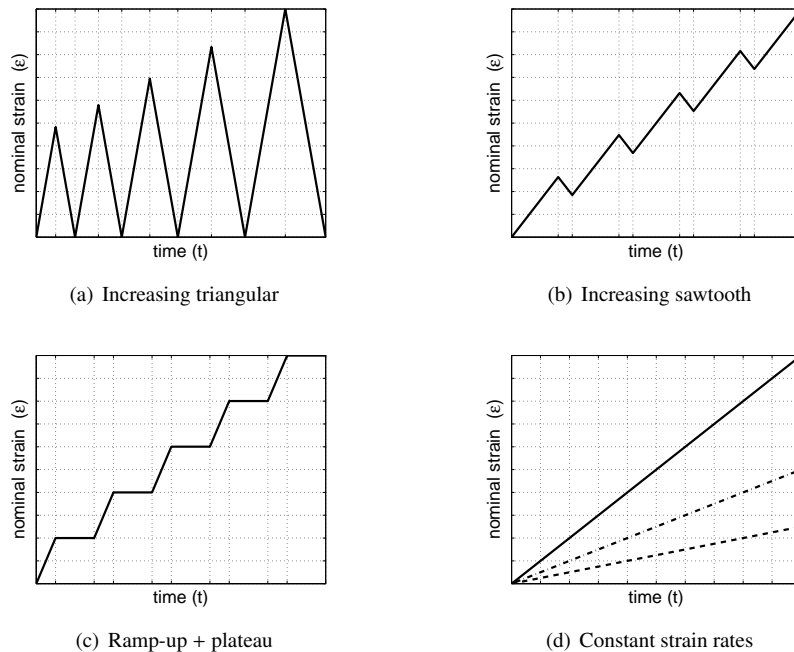 nominal strain (ε)
time (t)
(a) Increasing triangular
nominal strain (ε)
time (t)
(b) Increasing sawtooth
nominal strain (ε)
time (t)
(c) Ramp-up + plateau
nominal strain (ε)
time (t)
(d) Constant strain rates